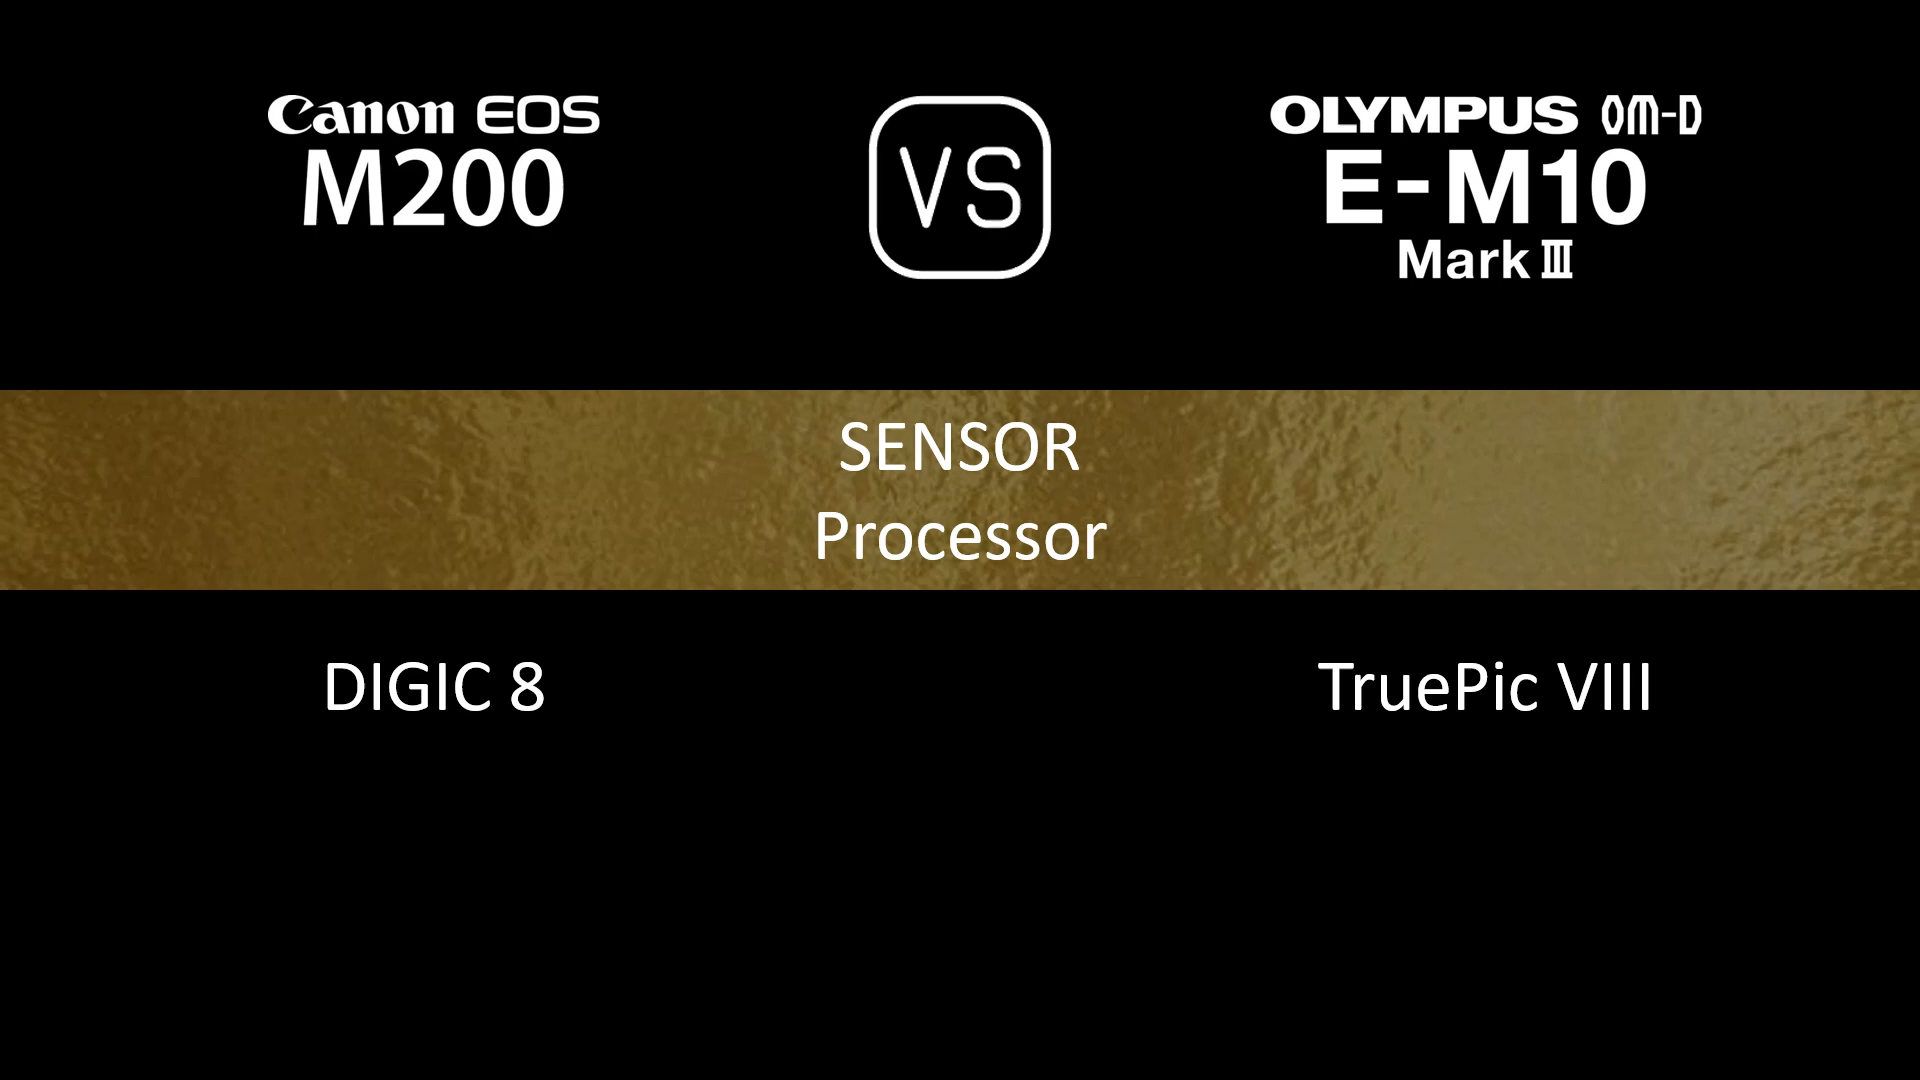 Canon EOS
M200
VS
OLYMPUS OM-D
E-M10
Mark III
SENSOR
Processor
DIGIC 8
TruePic VIII